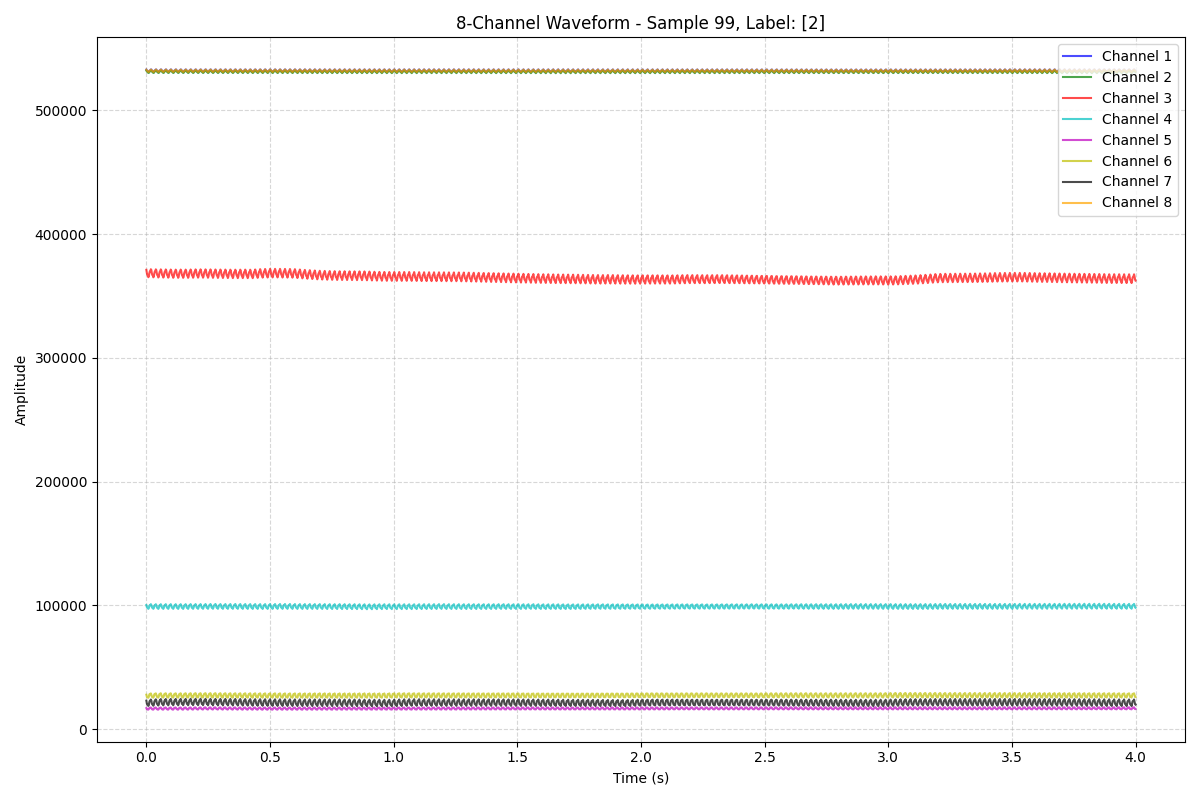 8-Channel Waveform - Sample 99, Label: [2]
Channel 1
Channel 2
Channel 3
Channel 4
Channel 5
Channel 6
Channel 7
Channel 8
500000
400000
300000
200000
100000
0
Amplitude
0.0 0.5 1.0 1.5 2.0 2.5 3.0 3.5 4.0
Time (s)